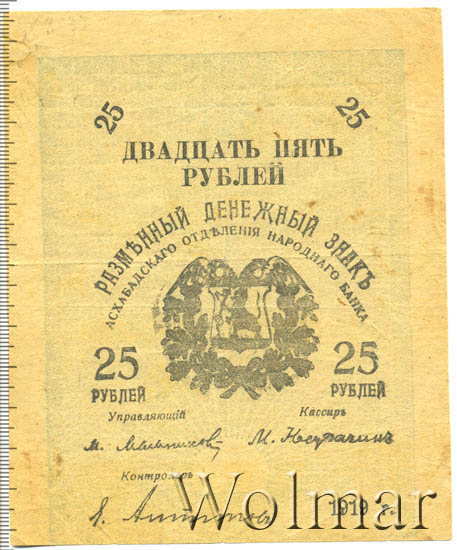 25 25
ДВАДЦАТЬ ПЯТЬ
РУБЛЕЙ
РАЗМѢННЫЙ ДЕНЕЖНЫЙ ЗНАКЪ
АСХАБАДСКАГО ОТДѢЛЕНІЯ НАРОДНАГО БАНКА
25 25
РУБЛЕЙ РУБЛЕЙ
Управляющій Кассиръ
М. М.
Контролеръ
1919 г.
Wolmar